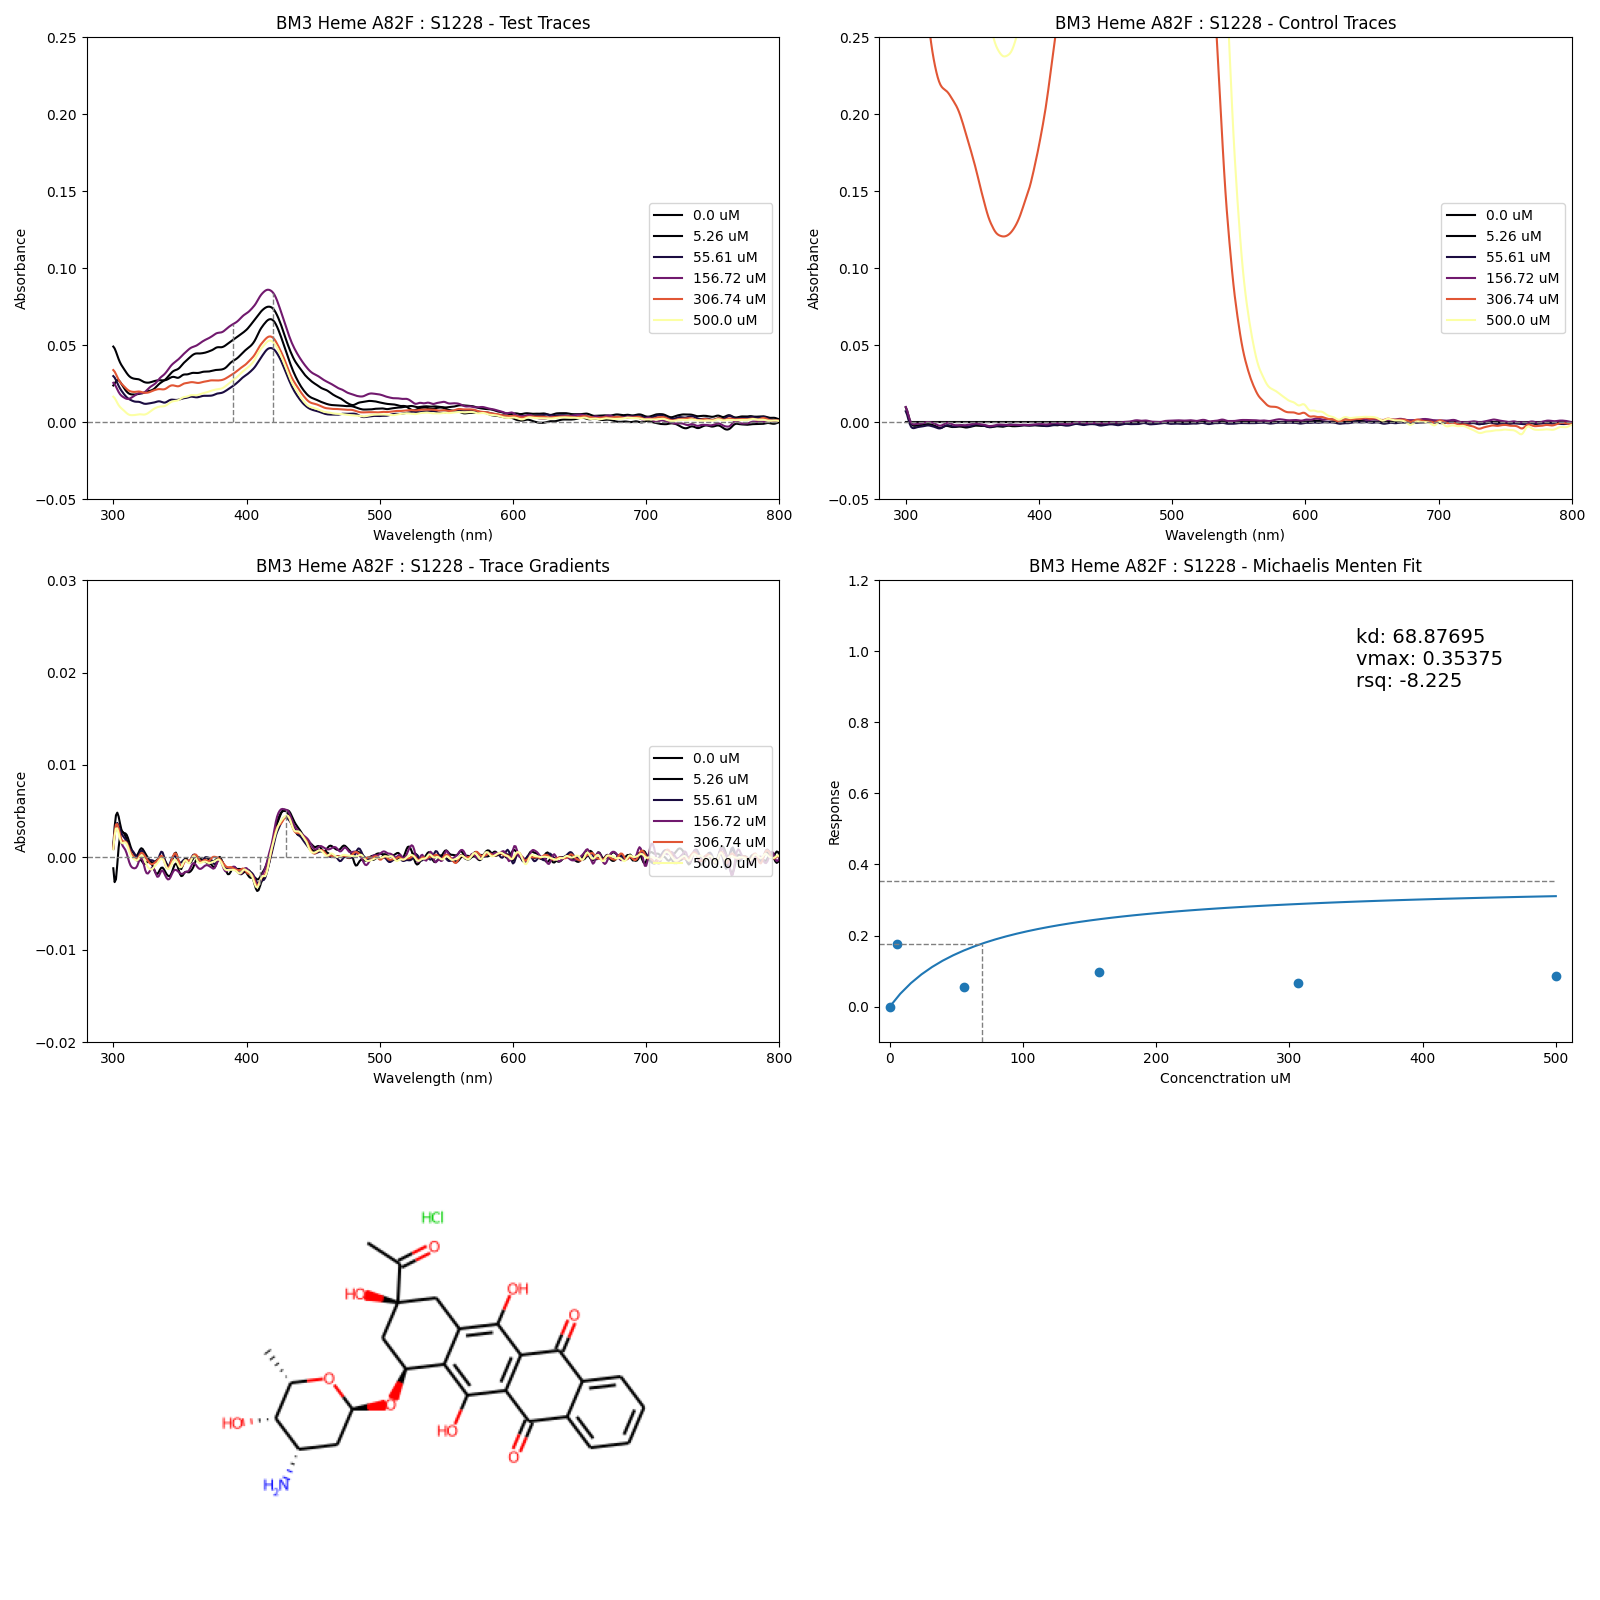 BM3 Heme A82F : S1228 - Test Traces
0.25
0.20
0.15
0.10
0.05
0.00
−0.05
Absorbance
300 400 500 600 700 800
Wavelength (nm)
0.0 uM
5.26 uM
55.61 uM
156.72 uM
306.74 uM
500.0 uM
BM3 Heme A82F : S1228 - Control Traces
0.25
0.20
0.15
0.10
0.05
0.00
−0.05
Absorbance
300 400 500 600 700 800
Wavelength (nm)
0.0 uM
5.26 uM
55.61 uM
156.72 uM
306.74 uM
500.0 uM
BM3 Heme A82F : S1228 - Trace Gradients
0.03
0.02
0.01
0.00
−0.01
−0.02
Absorbance
300 400 500 600 700 800
Wavelength (nm)
0.0 uM
5.26 uM
55.61 uM
156.72 uM
306.74 uM
500.0 uM
BM3 Heme A82F : S1228 - Michaelis Menten Fit
1.2
1.0
0.8
0.6
0.4
0.2
0.0
Response
0 100 200 300 400 500
Concenctration uM
kd: 68.87695
vmax: 0.35375
rsq: -8.225
HCl
O
HO
OH
O
O
HO
O
HO
O
H2N